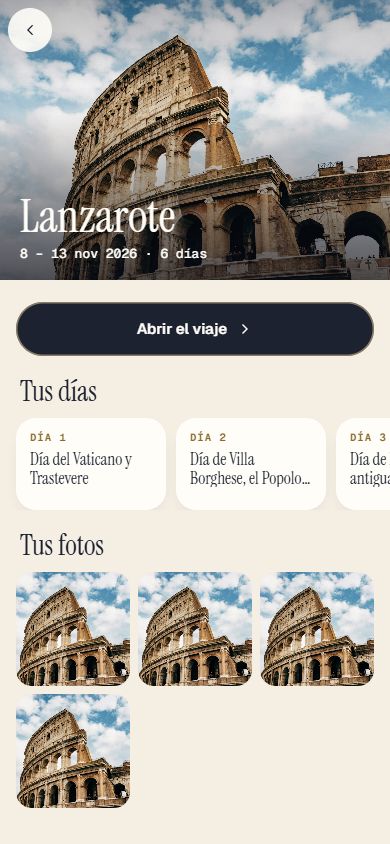 Lanzarote
8 – 13 nov 2026 · 6 días
Abrir el viaje
Tus días
DÍA 1
Día del Vaticano y
Trastevere
DÍA 2
Día de Villa
Borghese, el Popolo...
DÍA 3
Día de
antigua
Tus fotos